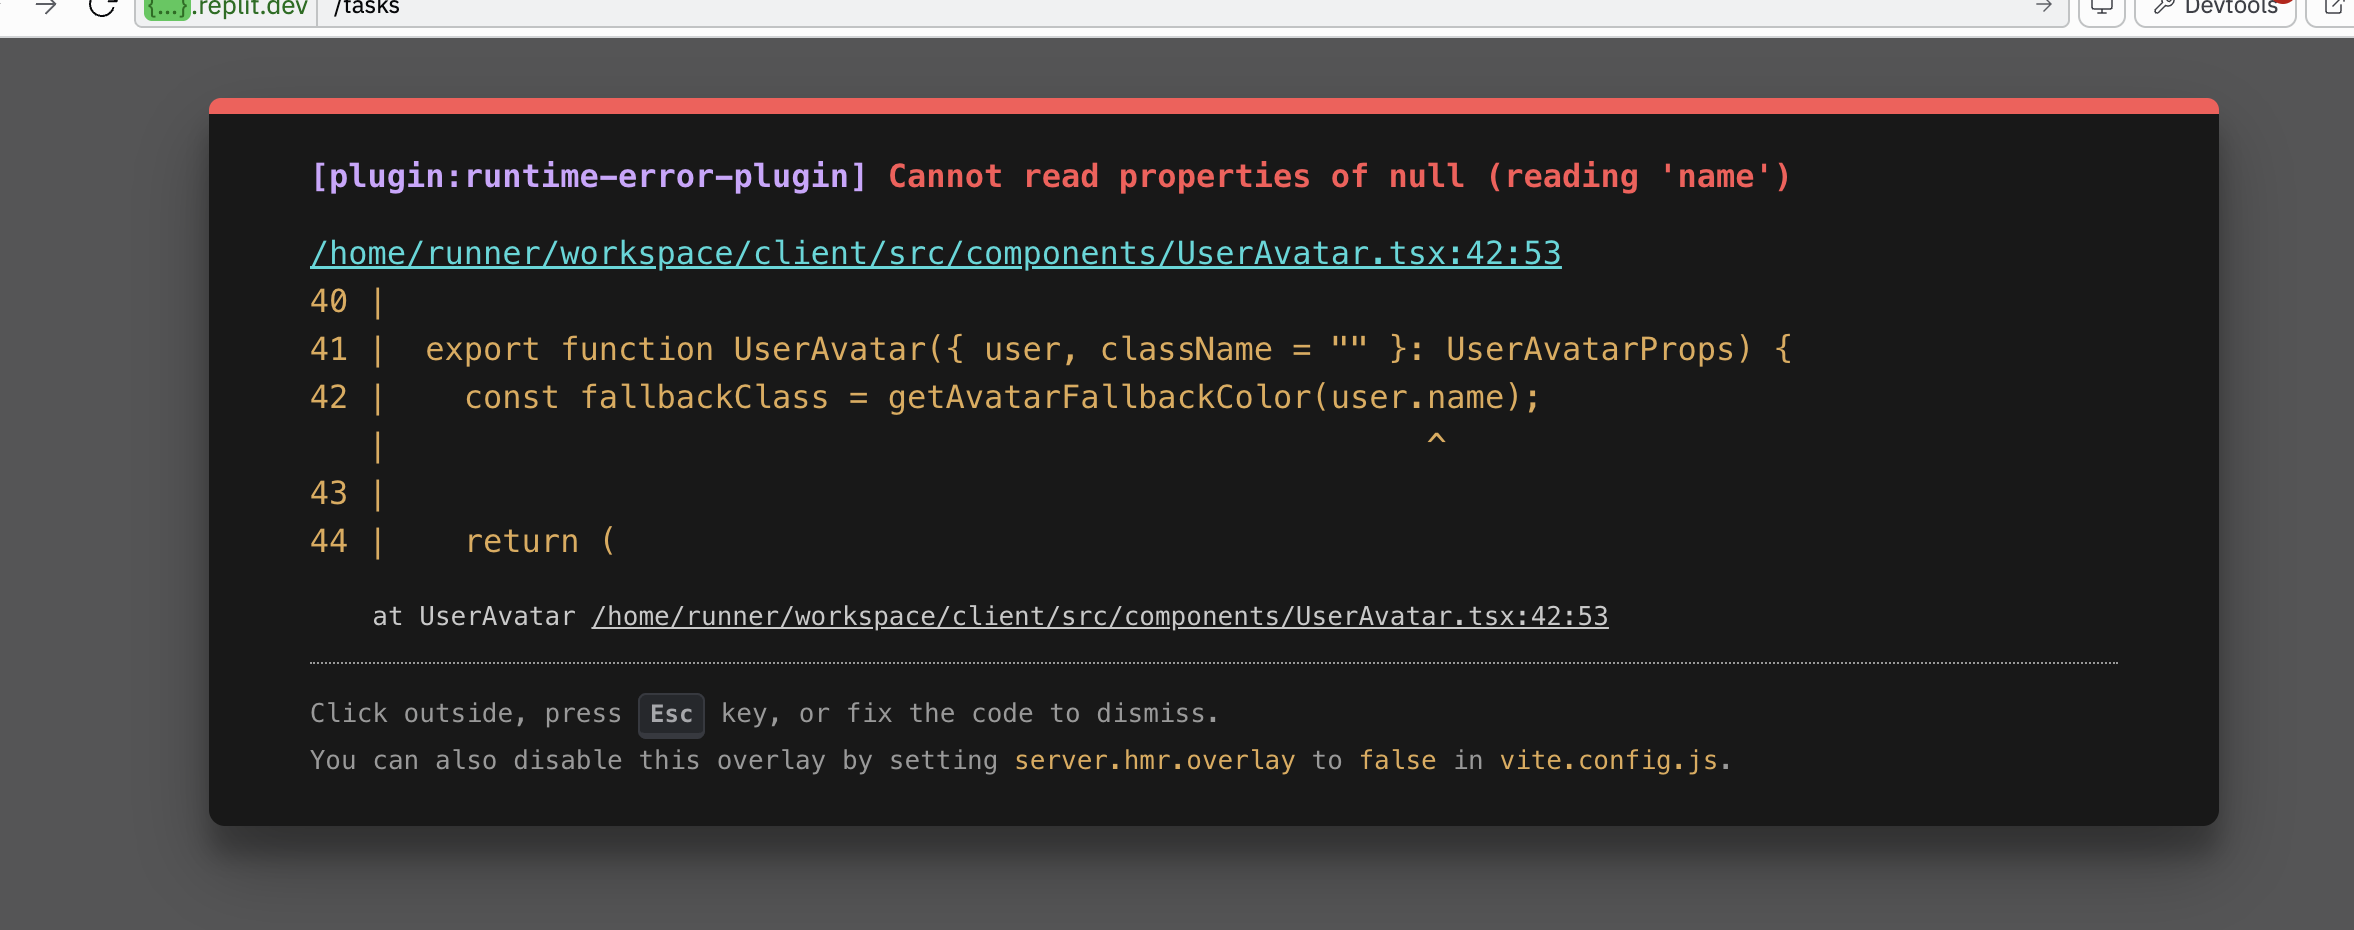 {...}.replit.dev /tasks Devtools
[plugin:runtime-error-plugin] Cannot read properties of null (reading 'name')
/home/runner/workspace/client/src/components/UserAvatar.tsx:42:53
40 |
41 |  export function UserAvatar({ user, className = "" }: UserAvatarProps) {
42 |    const fallbackClass = getAvatarFallbackColor(user.name);
   |                                                      ^
43 |
44 |    return (
at UserAvatar /home/runner/workspace/client/src/components/UserAvatar.tsx:42:53
Click outside, press Esc key, or fix the code to dismiss.
You can also disable this overlay by setting server.hmr.overlay to false in vite.config.js.